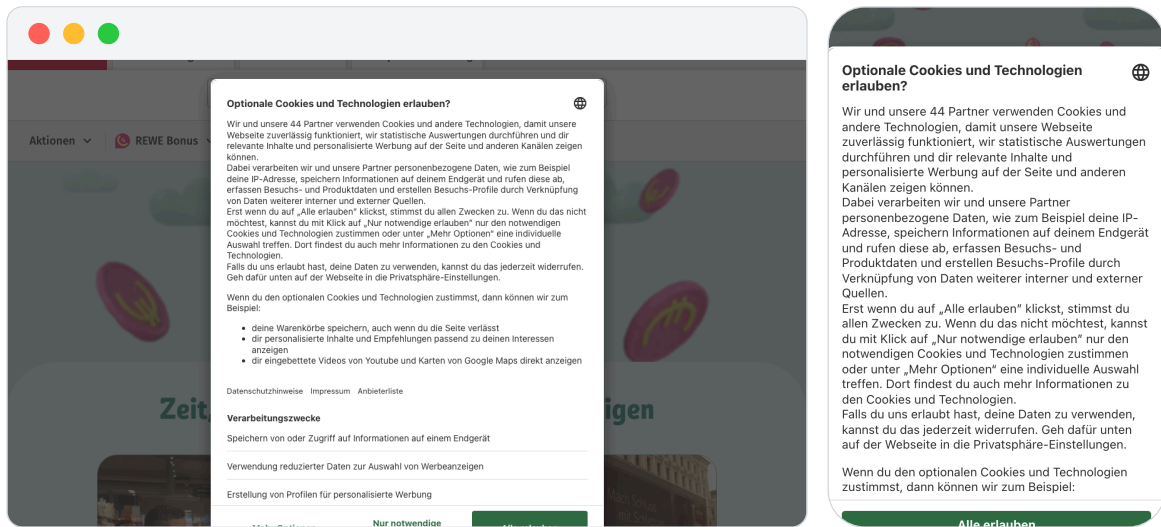 Optionale Cookies und Technologien erlauben?
Wir und unsere 44 Partner verwenden Cookies und andere Technologien, damit unsere
Webseite zuverlässig funktioniert, wir statistische Auswertungen durchführen und dir
relevante Inhalte und personalisierte Werbung auf der Seite und anderen Kanälen zeigen
können.
Dabei verarbeiten wir und unsere Partner personenbezogene Daten, wie zum Beispiel
deine IP-Adresse, speichern Informationen auf deinem Endgerät und rufen diese ab,
erfassen Besuchs- und Produktdaten und erstellen Besuchs-Profile durch Verknüpfung
von Daten weiterer interner und externer Quellen.
Erst wenn du auf „Alle erlauben" klickst, stimmst du allen Zwecken zu. Wenn du das nicht
möchtest, kannst du mit Klick auf „Nur notwendige erlauben" nur den notwendigen
Cookies und Technologien zustimmen oder unter „Mehr Optionen" eine individuelle
Auswahl treffen. Dort findest du auch mehr Informationen zu den Cookies und
Technologien.
Falls du uns erlaubt hast, deine Daten zu verwenden, kannst du das jederzeit widerrufen.
Geh dafür unten auf der Webseite in die Privatsphäre-Einstellungen.
Wenn du den optionalen Cookies und Technologien zustimmst, dann können wir zum
Beispiel:
• deine Warenkörbe speichern, auch wenn du die Seite verlässt
• dir personalisierte Inhalte und Empfehlungen passend zu deinen Interessen
anzeigen
• dir eingebettete Videos von Youtube und Karten von Google Maps direkt anzeigen
Datenschutzhinweise Impressum Anbieterliste
Verarbeitungszwecke
Speichern von oder Zugriff auf Informationen auf einem Endgerät
Verwendung reduzierter Daten zur Auswahl von Werbeanzeigen
Erstellung von Profilen für personalisierte Werbung
Nur notwendige
Aktionen
REWE Bonus
Zeit,
Optionale Cookies und Technologien
erlauben?
Wir und unsere 44 Partner verwenden Cookies und
andere Technologien, damit unsere Webseite
zuverlässig funktioniert, wir statistische Auswertungen
durchführen und dir relevante Inhalte und
personalisierte Werbung auf der Seite und anderen
Kanälen zeigen können.
Dabei verarbeiten wir und unsere Partner
personenbezogene Daten, wie zum Beispiel deine IP-
Adresse, speichern Informationen auf deinem Endgerät
und rufen diese ab, erfassen Besuchs- und
Produktdaten und erstellen Besuchs-Profile durch
Verknüpfung von Daten weiterer interner und externer
Quellen.
Erst wenn du auf „Alle erlauben" klickst, stimmst du
allen Zwecken zu. Wenn du das nicht möchtest, kannst
du mit Klick auf „Nur notwendige erlauben" nur den
notwendigen Cookies und Technologien zustimmen
oder unter „Mehr Optionen" eine individuelle Auswahl
treffen. Dort findest du auch mehr Informationen zu
den Cookies und Technologien.
Falls du uns erlaubt hast, deine Daten zu verwenden,
kannst du das jederzeit widerrufen. Geh dafür unten
auf der Webseite in die Privatsphäre-Einstellungen.
Wenn du den optionalen Cookies und Technologien
zustimmst, dann können wir zum Beispiel:
Alle erlauben